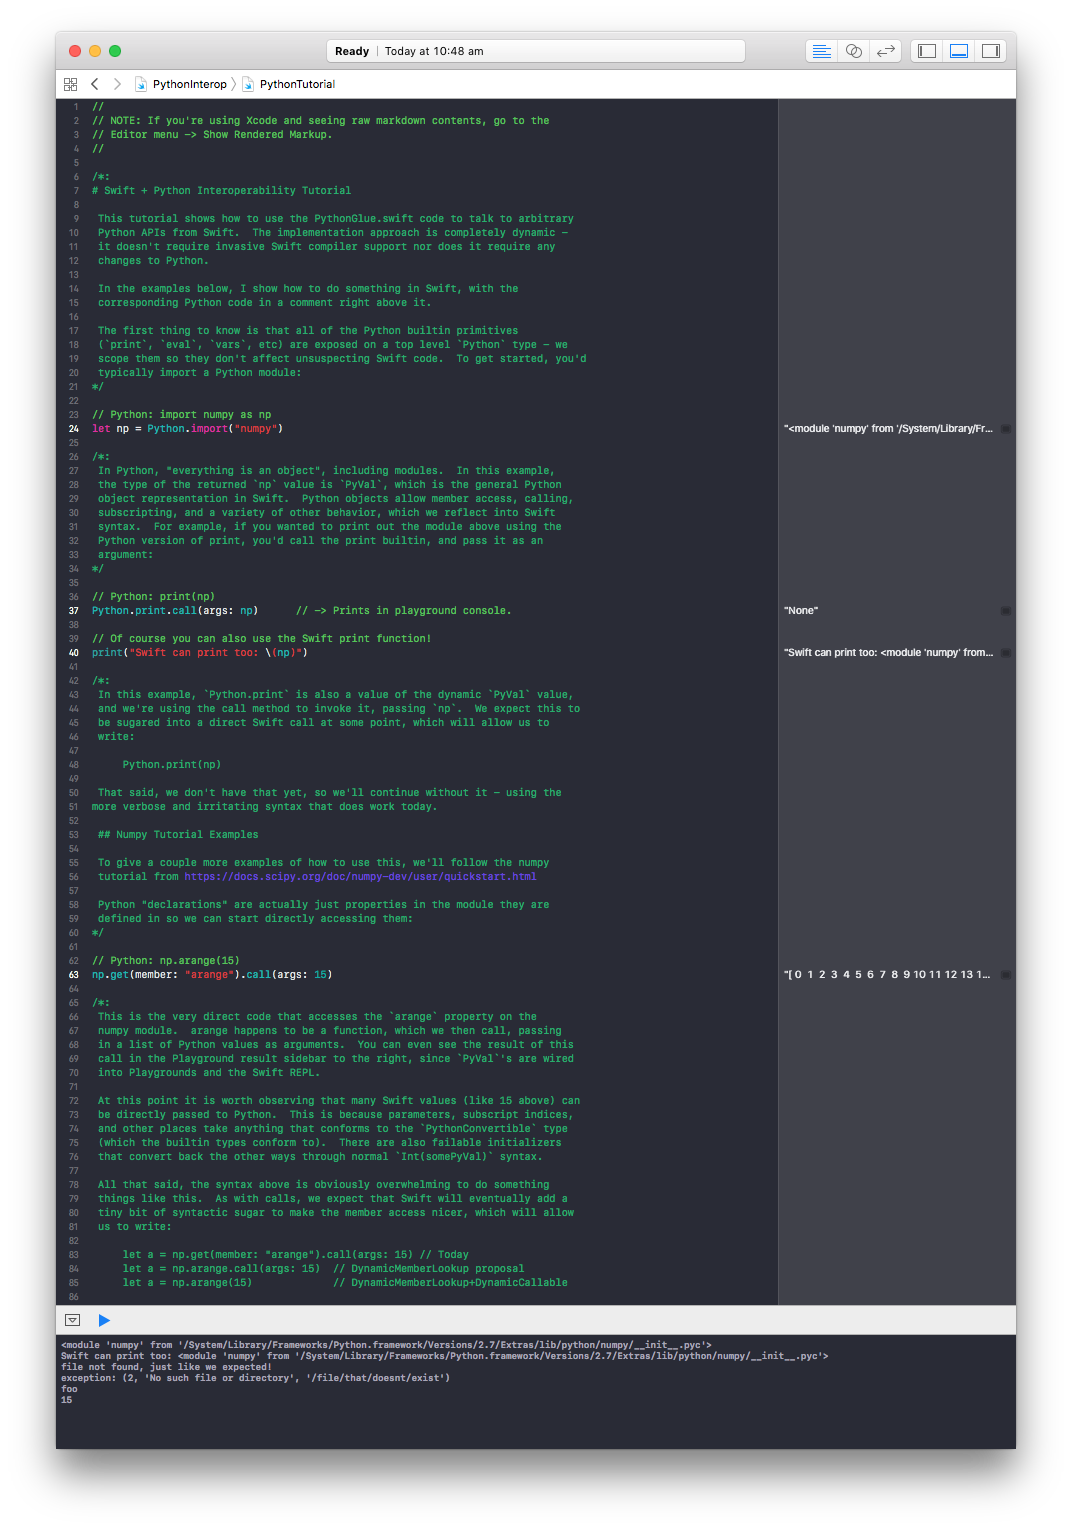 Ready | Today at 10:48 am
PythonInterop 〉 PythonTutorial
1 //
2 // NOTE: If you're using Xcode and seeing raw markdown contents, go to the
3 // Editor menu -> Show Rendered Markup.
4 //
5
6 /*:
7 # Swift + Python Interoperability Tutorial
8
9 This tutorial shows how to use the PythonGlue.swift code to talk to arbitrary
10 Python APIs from Swift.  The implementation approach is completely dynamic –
11 it doesn't require invasive Swift compiler support nor does it require any
12 changes to Python.
13
14 In the examples below, I show how to do something in Swift, with the
15 corresponding Python code in a comment right above it.
16
17 The first thing to know is that all of the Python builtin primitives
18 (`print`, `eval`, `vars`, etc) are exposed on a top level `Python` type – we
19 scope them so they don't affect unsuspecting Swift code.  To get started, you'd
20 typically import a Python module:
21 */
22
23 // Python: import numpy as np
24 let np = Python.import("numpy") "<module 'numpy' from '/System/Library/Fr...
25
26 /*:
27 In Python, "everything is an object", including modules.  In this example,
28 the type of the returned `np` value is `PyVal`, which is the general Python
29 object representation in Swift.  Python objects allow member access, calling,
30 subscripting, and a variety of other behavior, which we reflect into Swift
31 syntax.  For example, if you wanted to print out the module above using the
32 Python version of print, you'd call the print builtin, and pass it as an
33 argument:
34 */
35
36 // Python: print(np)
37 Python.print.call(args: np)      // -> Prints in playground console. "None"
38
39 // Of course you can also use the Swift print function!
40 print("Swift can print too: \(np)") "Swift can print too: <module 'numpy' from...
41
42 /*:
43 In this example, `Python.print` is also a value of the dynamic `PyVal` value,
44 and we're using the call method to invoke it, passing `np`.  We expect this to
45 be sugared into a direct Swift call at some point, which will allow us to
46 write:
47
48 Python.print(np)
49
50 That said, we don't have that yet, so we'll continue without it – using the
51 more verbose and irritating syntax that does work today.
52
53 ## Numpy Tutorial Examples
54
55 To give a couple more examples of how to use this, we'll follow the numpy
56 tutorial from https://docs.scipy.org/doc/numpy-dev/user/quickstart.html
57
58 Python "declarations" are actually just properties in the module they are
59 defined in so we can start directly accessing them:
60 */
61
62 // Python: np.arange(15)
63 np.get(member: "arange").call(args: 15) "[ 0  1  2  3  4  5  6  7  8  9 10 11 12 13 1...
64
65 /*:
66 This is the very direct code that accesses the `arange` property on the
67 numpy module.  arange happens to be a function, which we then call, passing
68 in a list of Python values as arguments.  You can even see the result of this
69 call in the Playground result sidebar to the right, since `PyVal`'s are wired
70 into Playgrounds and the Swift REPL.
71
72 At this point it is worth observing that many Swift values (like 15 above) can
73 be directly passed to Python.  This is because parameters, subscript indices,
74 and other places take anything that conforms to the `PythonConvertible` type
75 (which the builtin types conform to).  There are also failable initializers
76 that convert back the other ways through normal `Int(somePyVal)` syntax.
77
78 All that said, the syntax above is obviously overwhelming to do something
79 things like this.  As with calls, we expect that Swift will eventually add a
80 tiny bit of syntactic sugar to make the member access nicer, which will allow
81 us to write:
82
83 let a = np.get(member: "arange").call(args: 15) // Today
84 let a = np.arange.call(args: 15)  // DynamicMemberLookup proposal
85 let a = np.arange(15)             // DynamicMemberLookup+DynamicCallable
86
<module 'numpy' from '/System/Library/Frameworks/Python.framework/Versions/2.7/Extras/lib/python/numpy/__init__.pyc'>
Swift can print too: <module 'numpy' from '/System/Library/Frameworks/Python.framework/Versions/2.7/Extras/lib/python/numpy/__init__.pyc'>
file not found, just like we expected!
exception: (2, 'No such file or directory', '/file/that/doesnt/exist')
foo
15